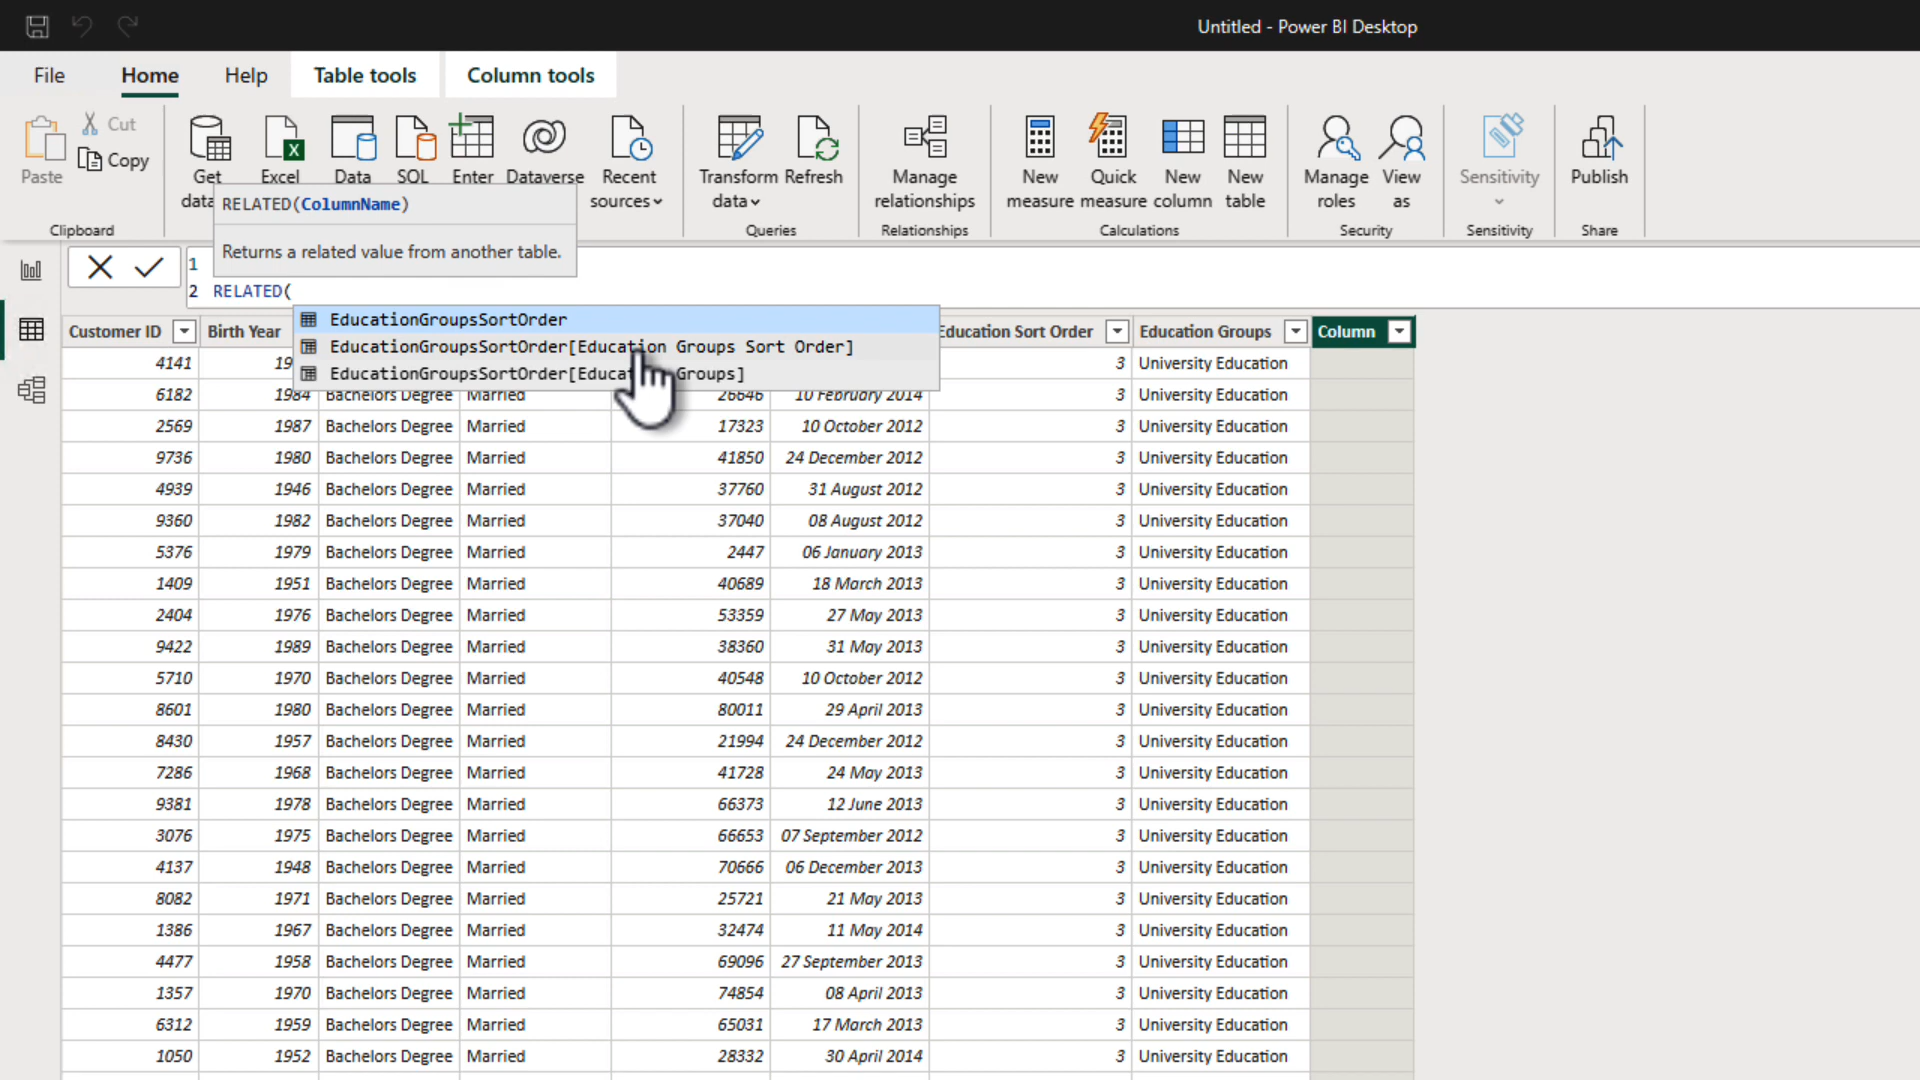 Untitled - Power BI Desktop
File Home Help Table tools Column tools
Paste Cut Copy Get data Excel Data SQL Enter Dataverse Recent sources Transform data Refresh Manage relationships New measure Quick measure New column New table Manage roles View as Sensitivity Publish
Clipboard Queries Relationships Calculations Security Sensitivity Share
RELATED(ColumnName)
Returns a related value from another table.
1
2 RELATED(
EducationGroupsSortOrder
EducationGroupsSortOrder[Education Groups Sort Order]
Customer ID Birth Year Education Sort Order Education Groups Column
4141 3 University Education
6182 1984 Bachelors Degree Married 26646 10 February 2014 3 University Education
2569 1987 Bachelors Degree Married 17323 10 October 2012 3 University Education
9736 1980 Bachelors Degree Married 41850 24 December 2012 3 University Education
4939 1946 Bachelors Degree Married 37760 31 August 2012 3 University Education
9360 1982 Bachelors Degree Married 37040 08 August 2012 3 University Education
5376 1979 Bachelors Degree Married 2447 06 January 2013 3 University Education
1409 1951 Bachelors Degree Married 40689 18 March 2013 3 University Education
2404 1976 Bachelors Degree Married 53359 27 May 2013 3 University Education
9422 1989 Bachelors Degree Married 38360 31 May 2013 3 University Education
5710 1970 Bachelors Degree Married 40548 10 October 2012 3 University Education
8601 1980 Bachelors Degree Married 80011 29 April 2013 3 University Education
8430 1957 Bachelors Degree Married 21994 24 December 2012 3 University Education
7286 1968 Bachelors Degree Married 41728 24 May 2013 3 University Education
9381 1978 Bachelors Degree Married 66373 12 June 2013 3 University Education
3076 1975 Bachelors Degree Married 66653 07 September 2012 3 University Education
4137 1948 Bachelors Degree Married 70666 06 December 2013 3 University Education
8082 1971 Bachelors Degree Married 25721 21 May 2013 3 University Education
1386 1967 Bachelors Degree Married 32474 11 May 2014 3 University Education
4477 1958 Bachelors Degree Married 69096 27 September 2013 3 University Education
1357 1970 Bachelors Degree Married 74854 08 April 2013 3 University Education
6312 1959 Bachelors Degree Married 65031 17 March 2013 3 University Education
1050 1952 Bachelors Degree Married 28332 30 April 2014 3 University Education